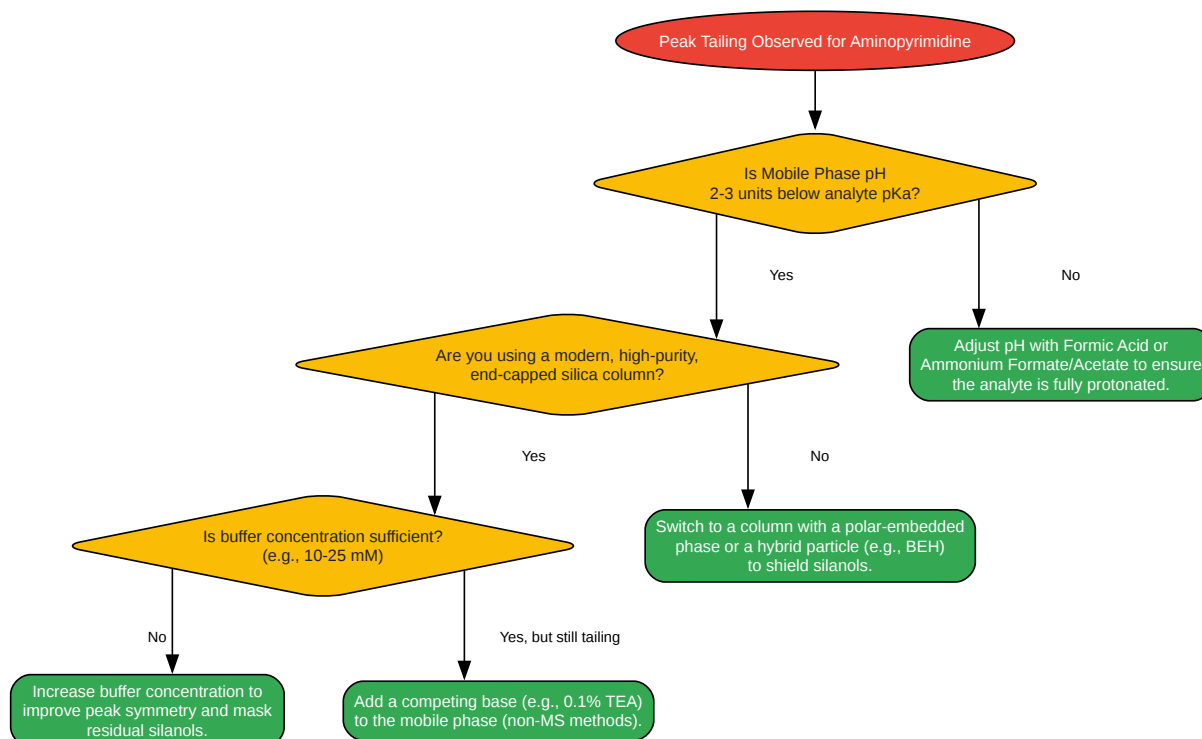 Peak Tailing Observed for Aminopyrimidine
Is Mobile Phase pH
2-3 units below analyte pKa?
Yes
No
Are you using a modern, high-purity,
end-capped silica column?
Adjust pH with Formic Acid or
Ammonium Formate/Acetate to ensure
the analyte is fully protonated.
Yes
No
Is buffer concentration sufficient?
(e.g., 10-25 mM)
Switch to a column with a polar-embedded
phase or a hybrid particle (e.g., BEH)
to shield silanols.
No
Yes, but still tailing
Increase buffer concentration to
improve peak symmetry and mask
residual silanols.
Add a competing base (e.g., 0.1% TEA)
to the mobile phase (non-MS methods).